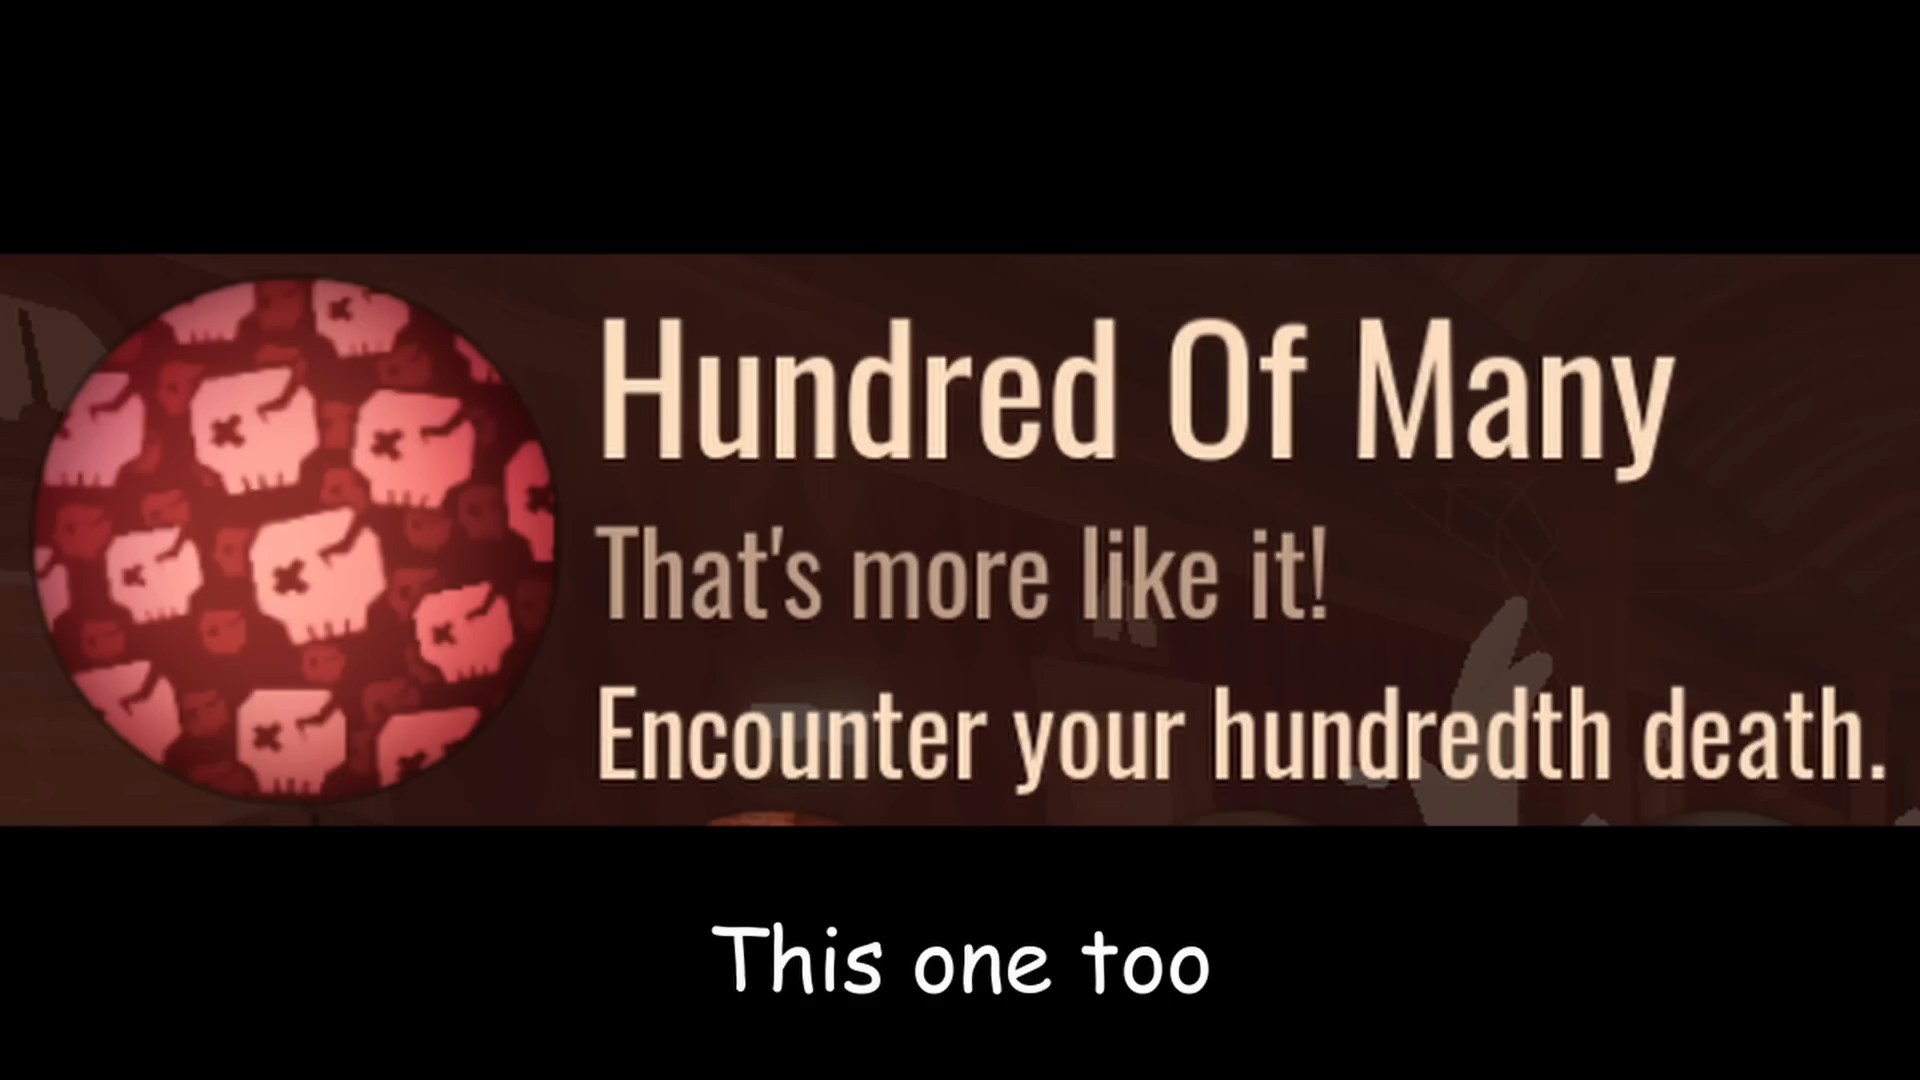 Hundred Of Many
That's more like it!
Encounter your hundredth death.
This one too